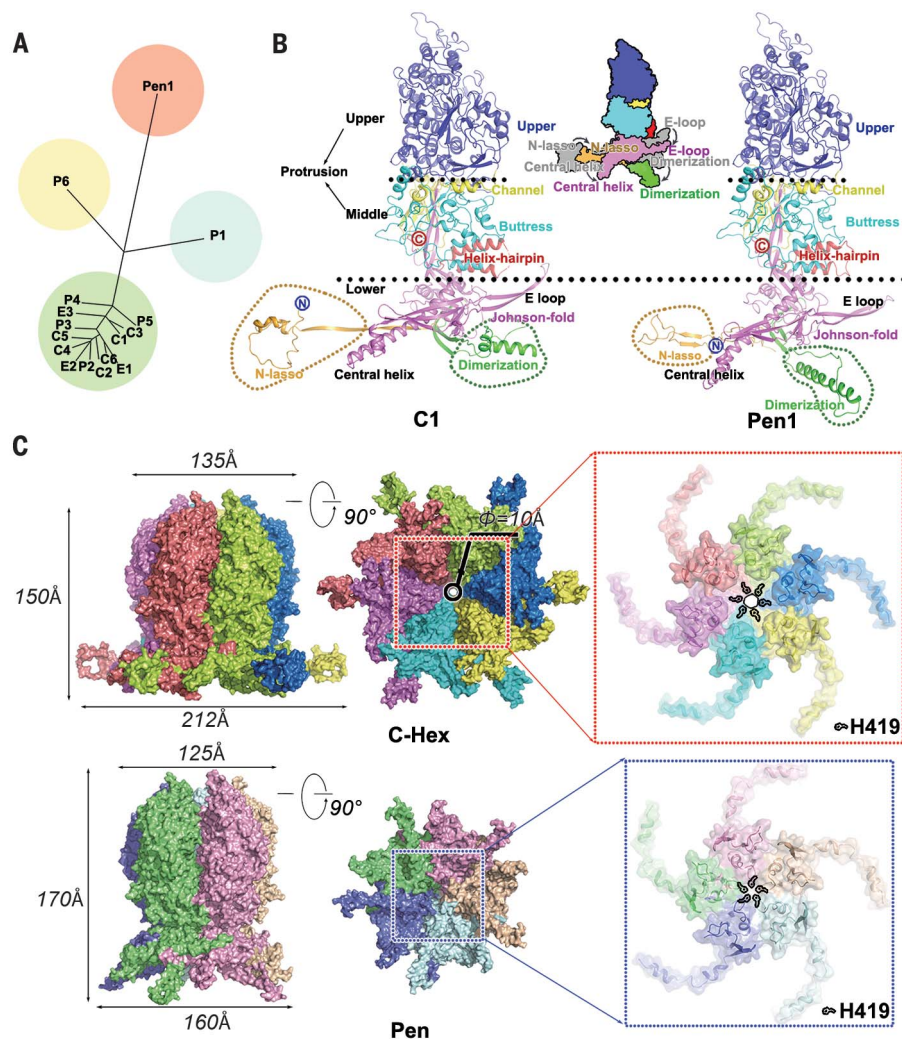 A
Pen1
P6
P1
P4
E3
P3
C5
C4
E2
P2
C2
C6
E1
C1
C3
P5
B
Upper
Protrusion
Middle
Lower
Upper
Channel
Buttress
Helix-hairpin
E loop
Johnson-fold
N
C
N-lasso
Central helix
Dimerization
C1
E-loop
N-lasso
N-lasso
E-loop
Central helix
Dimerization
Central helix
Dimerization
Upper
Channel
Buttress
C
Helix-hairpin
E loop
Johnson-fold
N-lasso
N
Central helix
Dimerization
Pen1
C
135Å
90°
150Å
212Å
Φ=10Å
C-Hex
H419
125Å
90°
170Å
160Å
Pen
H419